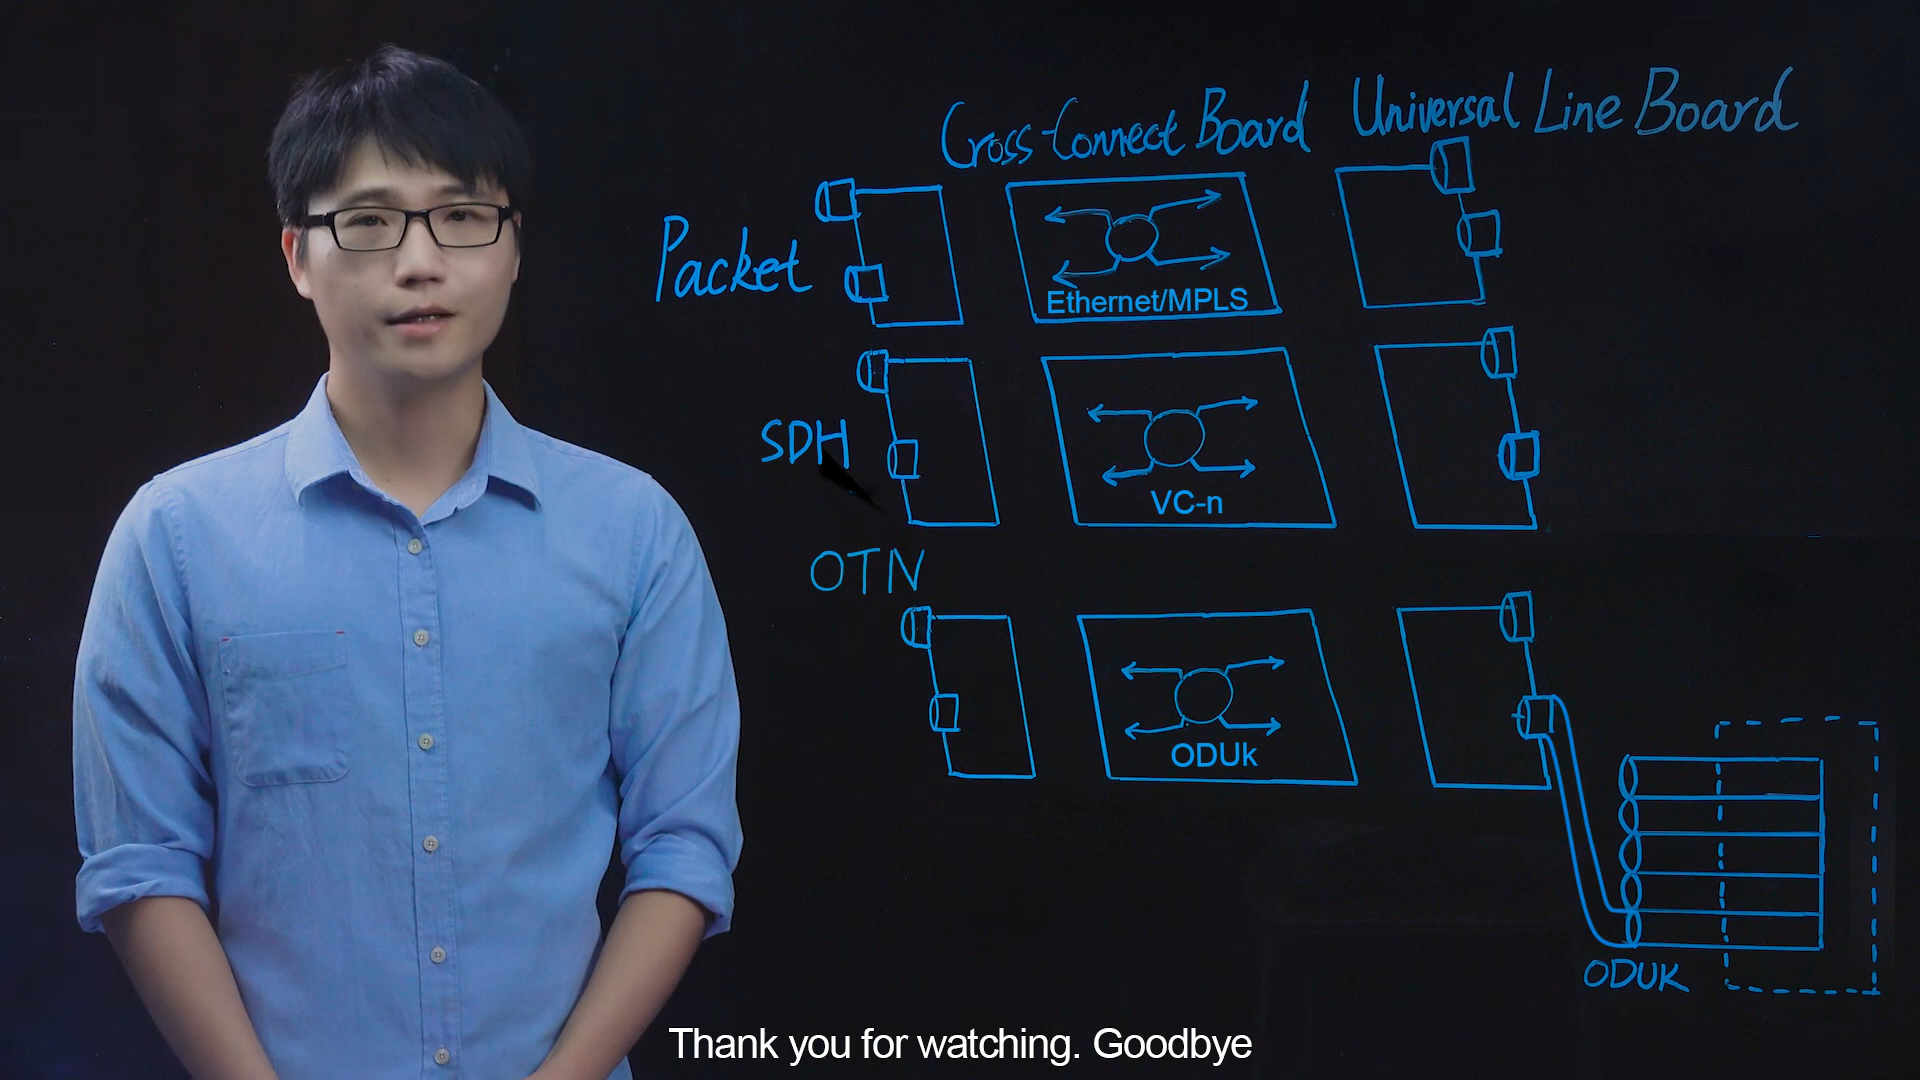 Cross-Connect Board
Universal Line Board
Packet
Ethernet/MPLS
SDH
VC-n
OTN
ODUk
ODUK
Thank you for watching. Goodbye